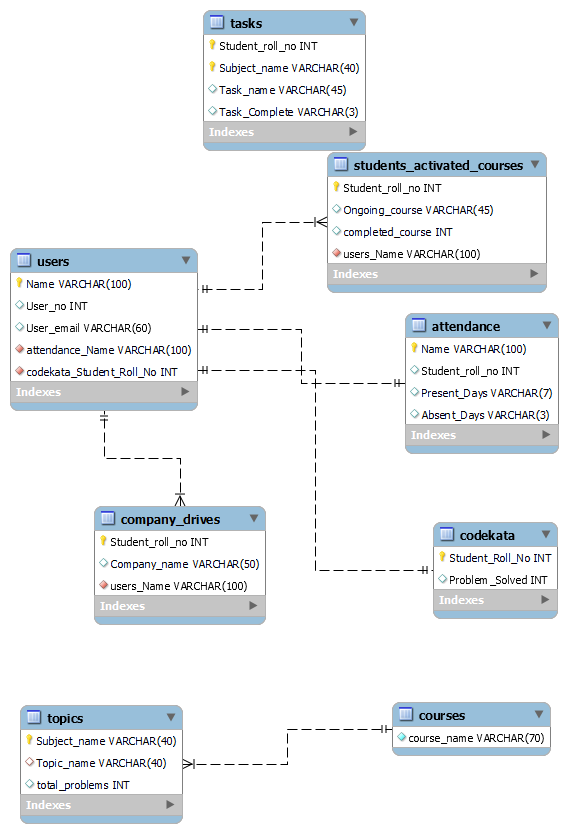 tasks
Student_roll_no INT
Subject_name VARCHAR(40)
Task_name VARCHAR(45)
Task_Complete VARCHAR(3)
Indexes
students_activated_courses
Student_roll_no INT
Ongoing_course VARCHAR(45)
completed_course INT
users_Name VARCHAR(100)
Indexes
users
Name VARCHAR(100)
User_no INT
User_email VARCHAR(60)
attendance_Name VARCHAR(100)
codekata_Student_Roll_No INT
Indexes
attendance
Name VARCHAR(100)
Student_roll_no INT
Present_Days VARCHAR(7)
Absent_Days VARCHAR(3)
Indexes
company_drives
Student_roll_no INT
Company_name VARCHAR(50)
users_Name VARCHAR(100)
Indexes
codekata
Student_Roll_No INT
Problem_Solved INT
Indexes
topics
Subject_name VARCHAR(40)
Topic_name VARCHAR(40)
total_problems INT
Indexes
courses
course_name VARCHAR(70)